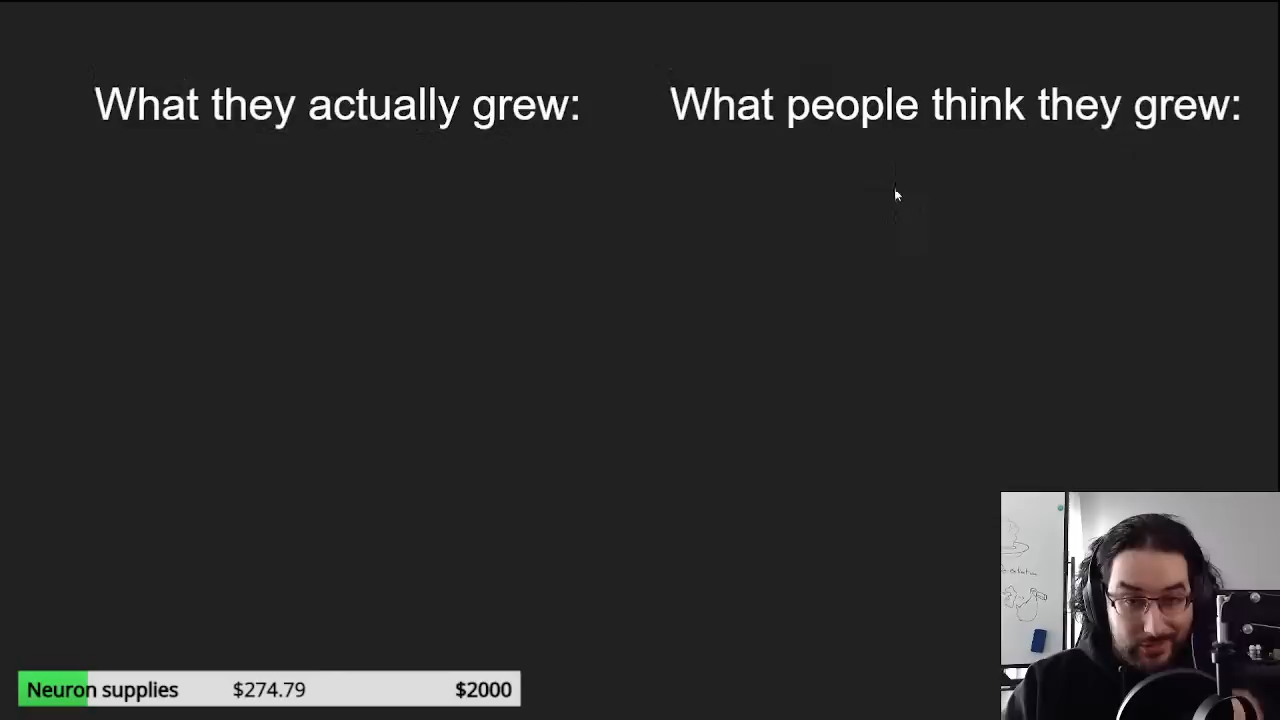 What they actually grew:
What people think they grew:
Neuron supplies $274.79 $2000